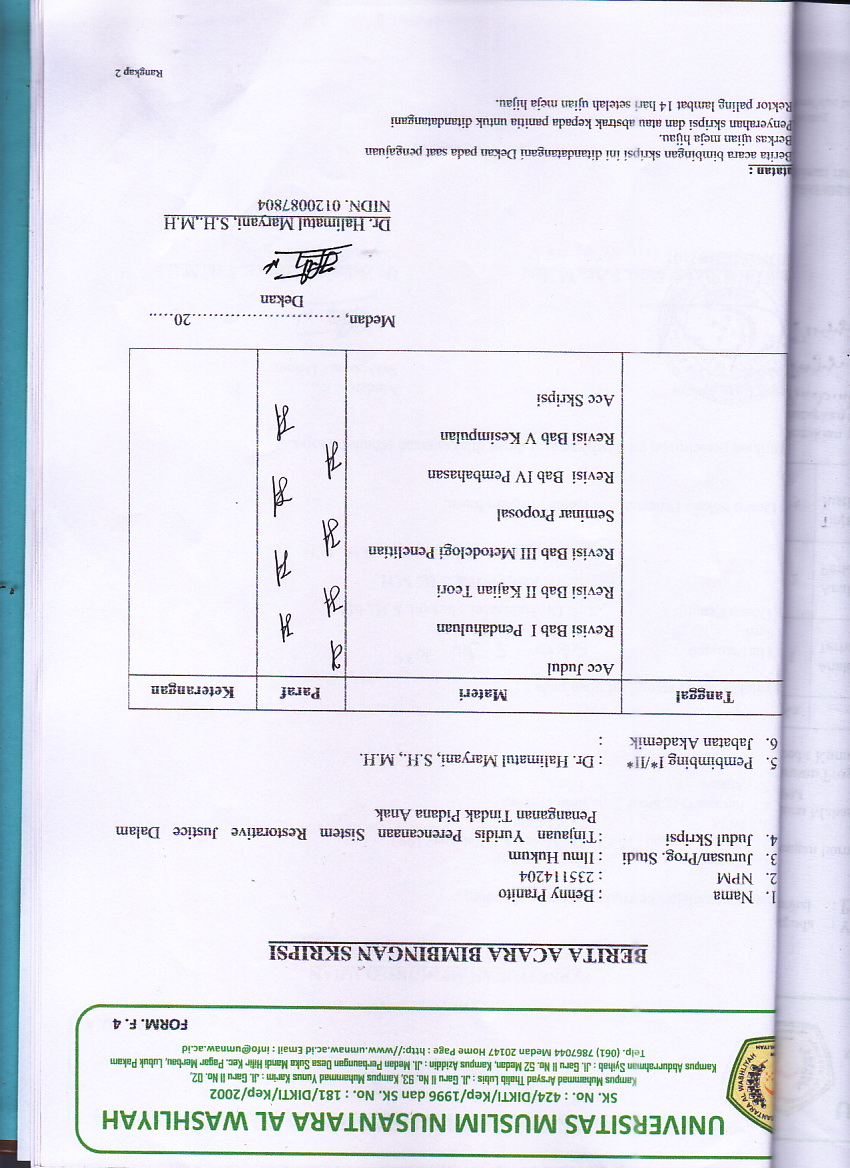 UNIVERSITAS MUSLIM NUSANTARA AL WASHLIYAH
SK. No. : 424/DIKTI/Kep/1996 dan SK. No. : 181/DIKTI/Kep/2002
Kampus Muhammad Arsyad Thalib Lubis : Jl. Garu II No. 93, Kampus Muhammad Yunus Karim : Jl. Garu II No. 02,
Kampus Abdurrahman Syihab : Jl. Garu II No. 52 Medan, Kampus Aziddin : Jl. Medan Perbaungan Desa Suka Mandi Hilir Kec. Pagar Merbau, Lubuk Pakam
Telp. (061) 7867044 Medan 20147 Home Page : http://www.umnaw.ac.id Email : info@umnaw.ac.id
FORM. F. 4
BERITA ACARA BIMBINGAN SKRIPSI
1. Nama : Beinny Pranito
2. NPM : 235114204
3. Jurusan/Prog. Studi : Ilmu Hukum
4. Judul Skripsi : Tinjauan Yuridis Perencanaan Sistem Restorative Justice Dalam
Penanganan Tindak Pidana Anak
5. Pembimbing I*/II* : Dr. Halimatul Maryani, S.H., M.H.
6. Jabatan Akademik :
Tanggal Materi Paraf Keterangan
Acc Judul
Revisi Bab I Pendahuluhan
Revisi Bab II Kajian Teori
Revisi Bab III Metodelogi Penelitian
Seminar Proposal
Revisi Bab IV Pembahasan
Revisi Bab V Kesimpulan
Acc Skripsi
Medan, ..............................20.....
Dekan
Dr. Halimatul Maryani, S.H.,M.H
NIDN. 0120087804
atatan :
Berita acara bimbingan skripsi ini ditandatangani Dekan pada saat pengajuan
Berkas ujian meja hijau.
Penyerahan skripsi dan atau abstrak kepada panitia untuk ditandatangani
Rektor paling lambat 14 hari setelah ujian meja hijau.
Rangkap 2